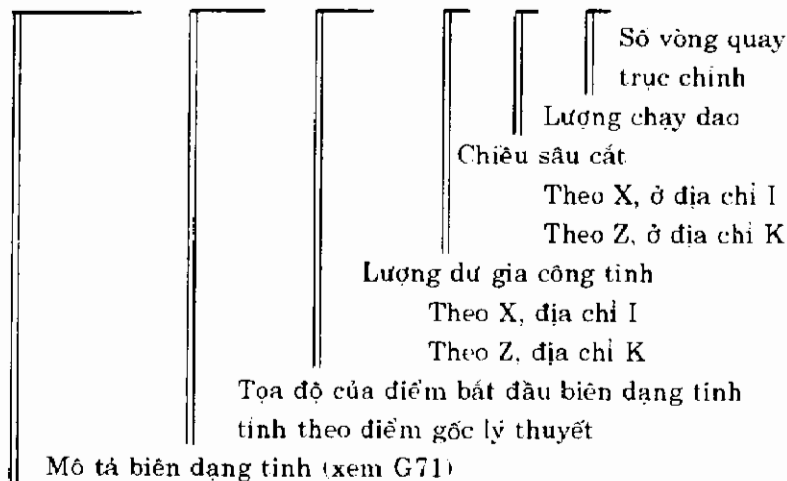 Số vòng quay
trục chính
Lượng chạy dao
Chiều sâu cắt
Theo X, ở địa chỉ I
Theo Z, ở địa chỉ K
Lượng dư gia công tinh
Theo X, địa chỉ I
Theo Z, địa chỉ K
Tọa độ của điểm bắt đầu biên dạng tinh
tính theo điểm gốc lý thuyết
Mô tả biên dạng tinh (xem G71)